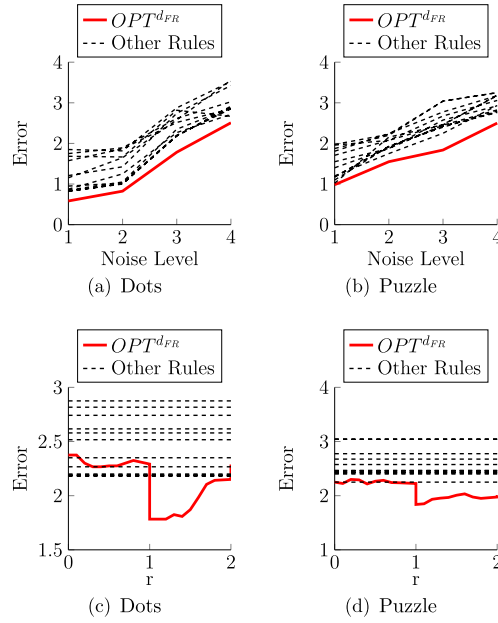 OPT^{d_{FR}} OPT^{d_{FR}}
Other Rules Other Rules
4 4
3 3
2 2
1 1
0 0
Error Error
1 2 3 4 1 2 3 4
Noise Level Noise Level
(a) Dots (b) Puzzle
OPT^{d_{FR}} OPT^{d_{FR}}
Other Rules Other Rules
3 4
2.5 3
2 2
1.5 1
Error Error
0 1 2 0 1 2
r r
(c) Dots (d) Puzzle